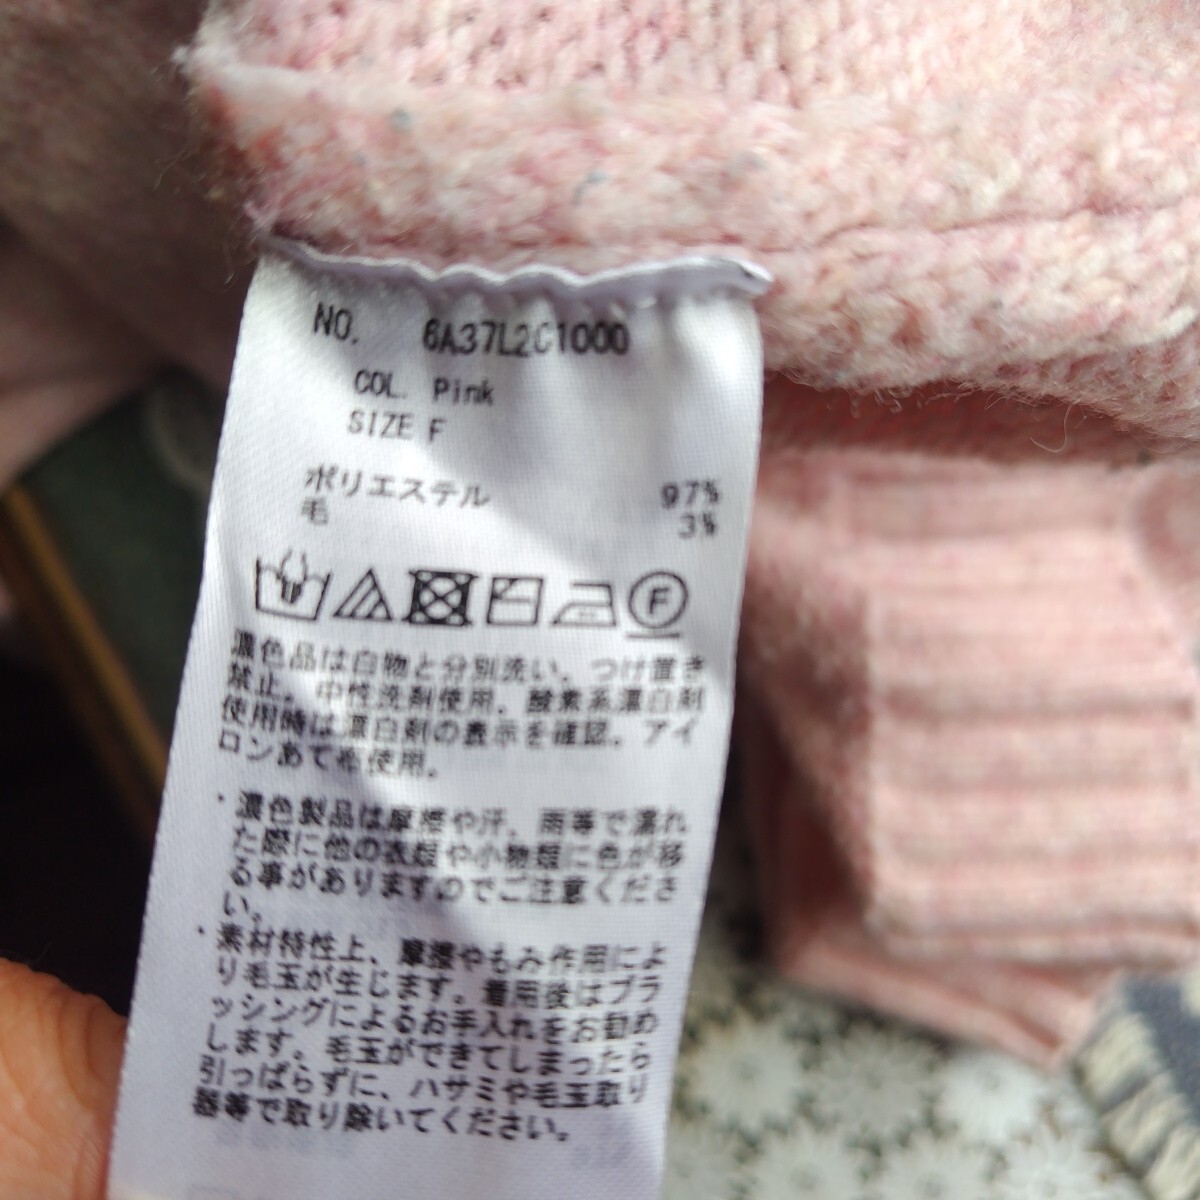 NO. 6A37L2C1000
COL. Pink
SIZE F
ポリエステル 97%
毛 3%
F
濃色品は白物と分別洗い。つけ置き
禁止。中性洗剤使用。酸素系漂白剤
使用時は漂白剤の表示を確認。アイ
ロンあて布使用。
・濃色製品は摩擦や汗、雨等で濡れ
た際に他の衣類や小物類に色が移
る事がありますのでご注意くださ
い。
・素材特性上、摩擦やもみ作用によ
り毛玉が生じます。着用後はブラ
ッシングによるお手入れをお勧め
します。毛玉ができてしまったら
引っぱらずに、ハサミや毛玉取り
器等で取り除いてください。